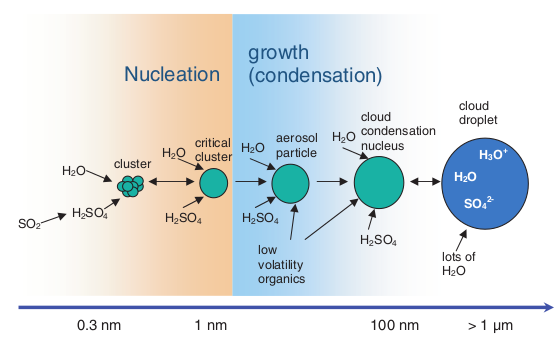 Nucleation
growth
(condensation)
cloud
droplet
cloud
condensation
nucleus
aerosol
particle
critical
cluster
cluster
H₂O
H₂O
H₂O
H₂O
SO₂
H₂SO₄
H₂SO₄
H₂SO₄
H₂SO₄
H₃O⁺
H₂O
SO₄²⁻
low
volatility
organics
lots of
H₂O
0.3 nm
1 nm
100 nm
> 1 μm